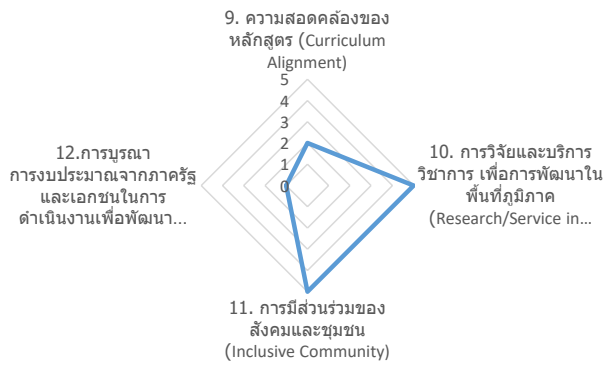 9. ความสอดคล้องของ
หลักสูตร (Curriculum
Alignment)
5
4
3
2
1
0
12.การบูรณา
การงบประมาณจากภาครัฐ
และเอกชนในการ
ดำเนินงานเพื่อพัฒนา...
10. การวิจัยและบริการ
วิชาการ เพื่อการพัฒนาใน
พื้นที่ภูมิภาค
(Research/Service in...
11. การมีส่วนร่วมของ
สังคมและชุมชน
(Inclusive Community)